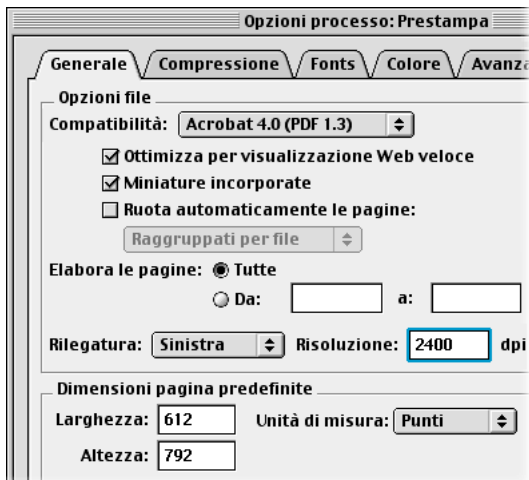 Opzioni processo: Prestampa
Generale Compressione Fonts Colore Avanza
Opzioni file
Compatibilità: Acrobat 4.0 (PDF 1.3)
Ottimizza per visualizzazione Web veloce
Miniature incorporate
Ruota automaticamente le pagine:
Raggruppati per file
Elabora le pagine: Tutte
Da: a:
Rilegatura: Sinistra Risoluzione: 2400 dpi
Dimensioni pagina predefinite
Larghezza: 612 Unità di misura: Punti
Altezza: 792